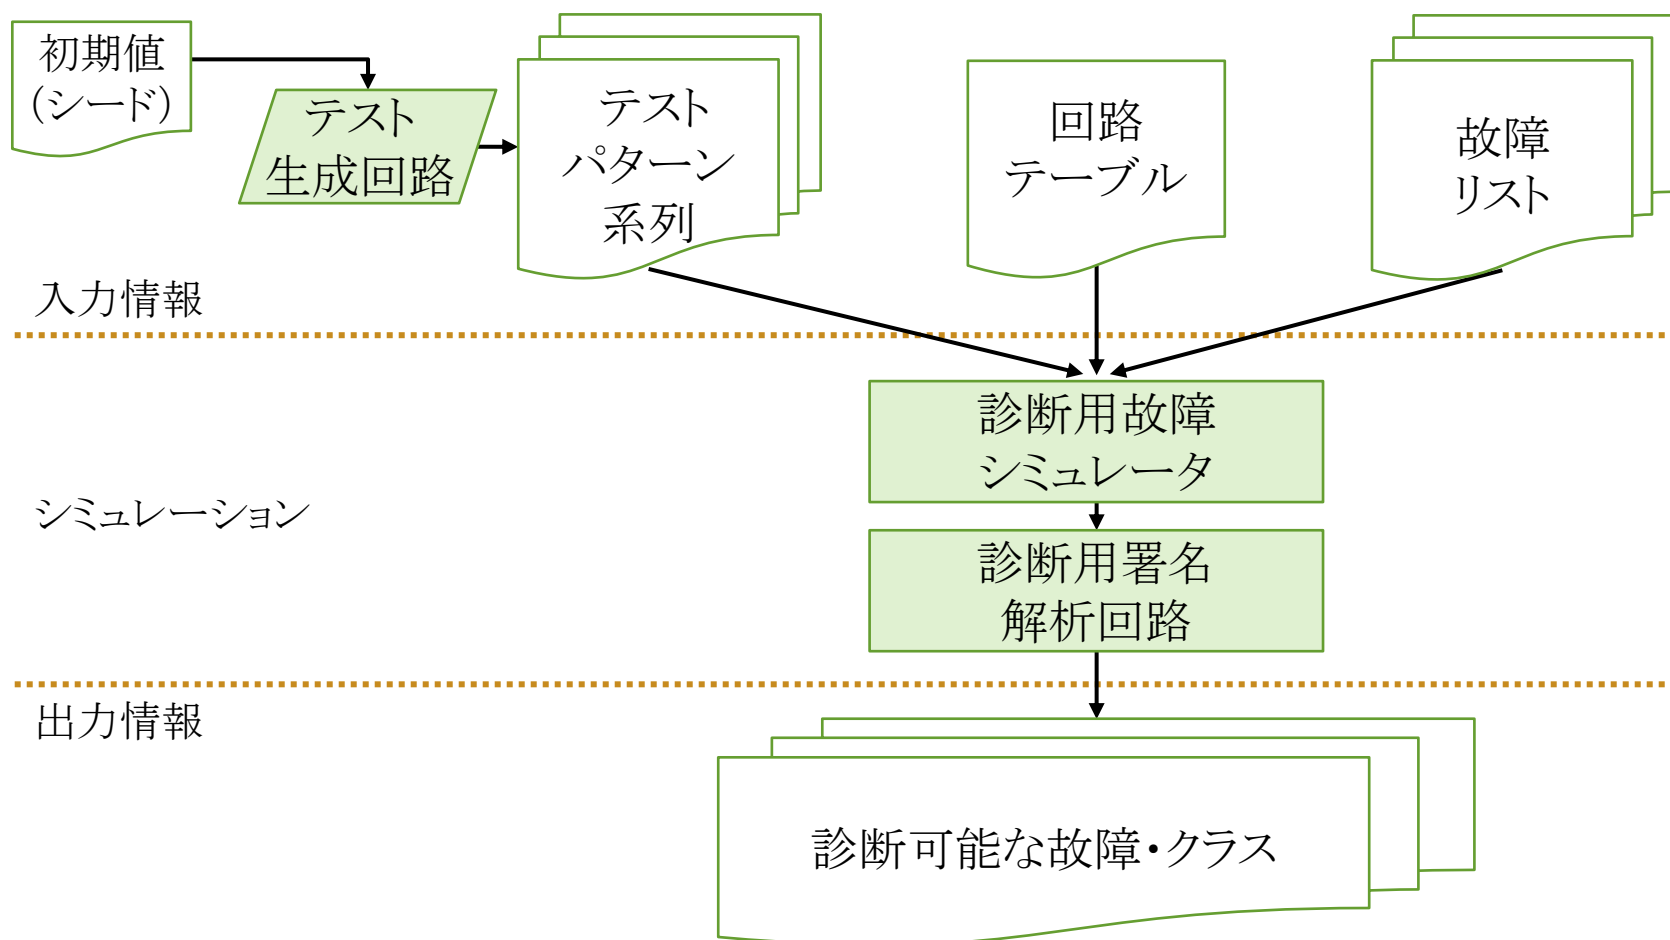 初期値
(シード)
テスト
生成回路
テスト
パターン
系列
回路
テーブル
故障
リスト
入力情報
診断用故障
シミュレータ
シミュレーション
診断用署名
解析回路
出力情報
診断可能な故障・クラス